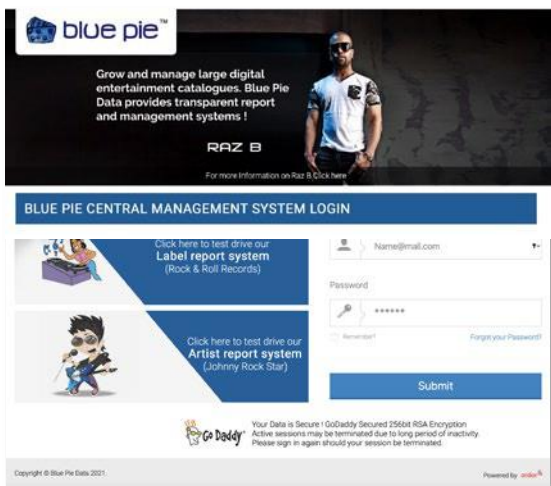 blue pie™
Grow and manage large digital
entertainment catalogues. Blue Pie
Data provides transparent report
and management systems !
RAZ B
For more Information on Raz B Click here
BLUE PIE CENTRAL MANAGEMENT SYSTEM LOGIN
Click here to test drive our
Label report system
(Rock & Roll Records)
Name@mail.com
Password
******
Remember?
Forgot your Password?
Click here to test drive our
Artist report system
(Johnny Rock Star)
Submit
Go Daddy
Your Data is Secure ! GoDaddy Secured 256bit RSA Encryption
Active sessions may be terminated due to long period of inactivity.
Please sign in again should your session be terminated.
Copyright © Blue Pie Data 2021.
Powered by